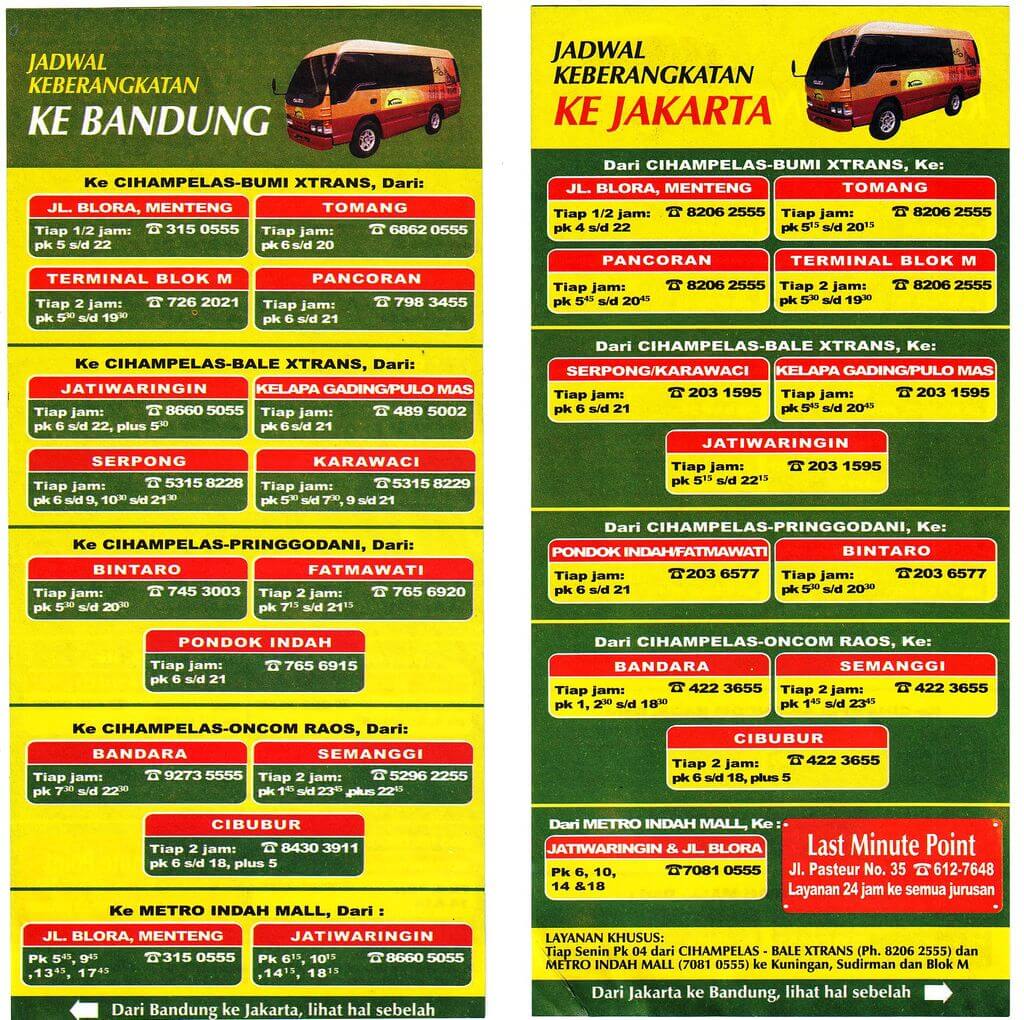 JADWAL
KEBERANGKATAN
KE BANDUNG
Ke CIHAMPELAS-BUMI XTRANS, Dari:
JL. BLORA, MENTENG
Tiap 1/2 jam: ☎ 315 0555
pk 5 s/d 22
TOMANG
Tiap jam: ☎ 6862 0555
pk 6 s/d 20
TERMINAL BLOK M
Tiap 2 jam: ☎ 726 2021
pk 5³⁰ s/d 19³⁰
PANCORAN
Tiap jam: ☎ 798 3455
pk 6 s/d 21
Ke CIHAMPELAS-BALE XTRANS, Dari:
JATIWARINGIN
Tiap jam: ☎ 8660 5055
pk 6 s/d 22, plus 5³⁰
KELAPA GADING/PULO MAS
Tiap jam: ☎ 489 5002
pk 6 s/d 21
SERPONG
Tiap jam: ☎ 5315 8228
pk 6 s/d 9, 10³⁰ s/d 21³⁰
KARAWACI
Tiap jam: ☎ 5315 8229
pk 5³⁰ s/d 7³⁰, 9 s/d 21
Ke CIHAMPELAS-PRINGGODANI, Dari:
BINTARO
Tiap jam: ☎ 745 3003
pk 5³⁰ s/d 20³⁰
FATMAWATI
Tiap 2 jam: ☎ 765 6920
pk 7¹⁵ s/d 21¹⁵
PONDOK INDAH
Tiap jam: ☎ 765 6915
pk 6 s/d 21
Ke CIHAMPELAS-ONCOM RAOS, Dari:
BANDARA
Tiap jam: ☎ 9273 5555
pk 7³⁰ s/d 22³⁰
SEMANGGI
Tiap 2 jam: ☎ 5296 2255
pk 1⁴⁵ s/d 23⁴⁵ ,plus 22⁴⁵
CIBUBUR
Tiap 2 jam: ☎ 8430 3911
pk 6 s/d 18, plus 5
Ke METRO INDAH MALL, Dari :
JL. BLORA, MENTENG
Pk 5⁴⁵, 9⁴⁵ ☎ 315 0555
,13⁴⁵, 17⁴⁵
JATIWARINGIN
Pk 6¹⁵, 10¹⁵ ☎ 8660 5055
,14¹⁵, 18¹⁵
Dari Bandung ke Jakarta, lihat hal sebelah
JADWAL
KEBERANGKATAN
KE JAKARTA
Dari CIHAMPELAS-BUMI XTRANS, Ke:
JL. BLORA, MENTENG
Tiap 1/2 jam: ☎ 8206 2555
pk 4 s/d 22
TOMANG
Tiap jam: ☎ 8206 2555
pk 5¹⁵ s/d 20¹⁵
PANCORAN
Tiap jam: ☎ 8206 2555
pk 5⁴⁵ s/d 20⁴⁵
TERMINAL BLOK M
Tiap 2 jam: ☎ 8206 2555
pk 5³⁰ s/d 19³⁰
Dari CIHAMPELAS-BALE XTRANS, Ke:
SERPONG/KARAWACI
Tiap jam: ☎ 203 1595
pk 6 s/d 21
KELAPA GADING/PULO MAS
Tiap jam: ☎ 203 1595
pk 5⁴⁵ s/d 20⁴⁵
JATIWARINGIN
Tiap jam: ☎ 203 1595
pk 5¹⁵ s/d 22¹⁵
Dari CIHAMPELAS-PRINGGODANI, Ke:
PONDOK INDAH/FATMAWATI
Tiap jam: ☎203 6577
pk 6 s/d 21
BINTARO
Tiap jam: ☎203 6577
pk 5³⁰ s/d 20³⁰
Dari CIHAMPELAS-ONCOM RAOS, Ke:
BANDARA
Tiap jam: ☎ 422 3655
pk 1, 2³⁰ s/d 18³⁰
SEMANGGI
Tiap 2 jam: ☎ 422 3655
pk 1⁴⁵ s/d 23⁴⁵
CIBUBUR
Tiap 2 jam: ☎ 422 3655
pk 6 s/d 18, plus 5
Dari METRO INDAH MALL, Ke :
JATIWARINGIN & JL. BLORA
Pk 6, 10, ☎7081 0555
14 &18
Last Minute Point
Jl. Pasteur No. 35 ☎ 612-7648
Layanan 24 jam ke semua jurusan
LAYANAN KHUSUS:
Tiap Senin Pk 04 dari CIHAMPELAS - BALE XTRANS (Ph. 8206 2555) dan
METRO INDAH MALL (7081 0555) ke Kuningan, Sudirman dan Blok M
Dari Jakarta ke Bandung, lihat hal sebelah